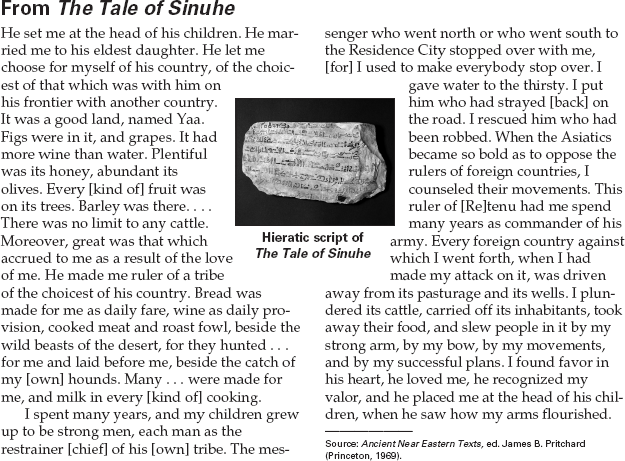 From The Tale of Sinuhe
He set me at the head of his children. He mar-
ried me to his eldest daughter. He let me
choose for myself of his country, of the choic-
est of that which was with him on
his frontier with another country.
It was a good land, named Yaa.
Figs were in it, and grapes. It had
more wine than water. Plentiful
was its honey, abundant its
olives. Every [kind of] fruit was
on its trees. Barley was there. . . .
There was no limit to any cattle.
Moreover, great was that which
accrued to me as a result of the love
of me. He made me ruler of a tribe
of the choicest of his country. Bread was
made for me as daily fare, wine as daily pro-
vision, cooked meat and roast fowl, beside the
wild beasts of the desert, for they hunted . . .
for me and laid before me, beside the catch of
my [own] hounds. Many . . . were made for
me, and milk in every [kind of] cooking.
I spent many years, and my children grew
up to be strong men, each man as the
restrainer [chief] of his [own] tribe. The mes-
senger who went north or who went south to
the Residence City stopped over with me,
[for] I used to make everybody stop over. I
gave water to the thirsty. I put
him who had strayed [back] on
the road. I rescued him who had
been robbed. When the Asiatics
became so bold as to oppose the
rulers of foreign countries, I
counseled their movements. This
ruler of [Re]tenu had me spend
many years as commander of his
army. Every foreign country against
which I went forth, when I had
made my attack on it, was driven
away from its pasturage and its wells. I plun-
dered its cattle, carried off its inhabitants, took
away their food, and slew people in it by my
strong arm, by my bow, by my movements,
and by my successful plans. I found favor in
his heart, he loved me, he recognized my
valor, and he placed me at the head of his chil-
dren, when he saw how my arms flourished.
Hieratic script of
The Tale of Sinuhe
Source: Ancient Near Eastern Texts, ed. James B. Pritchard
(Princeton, 1969).